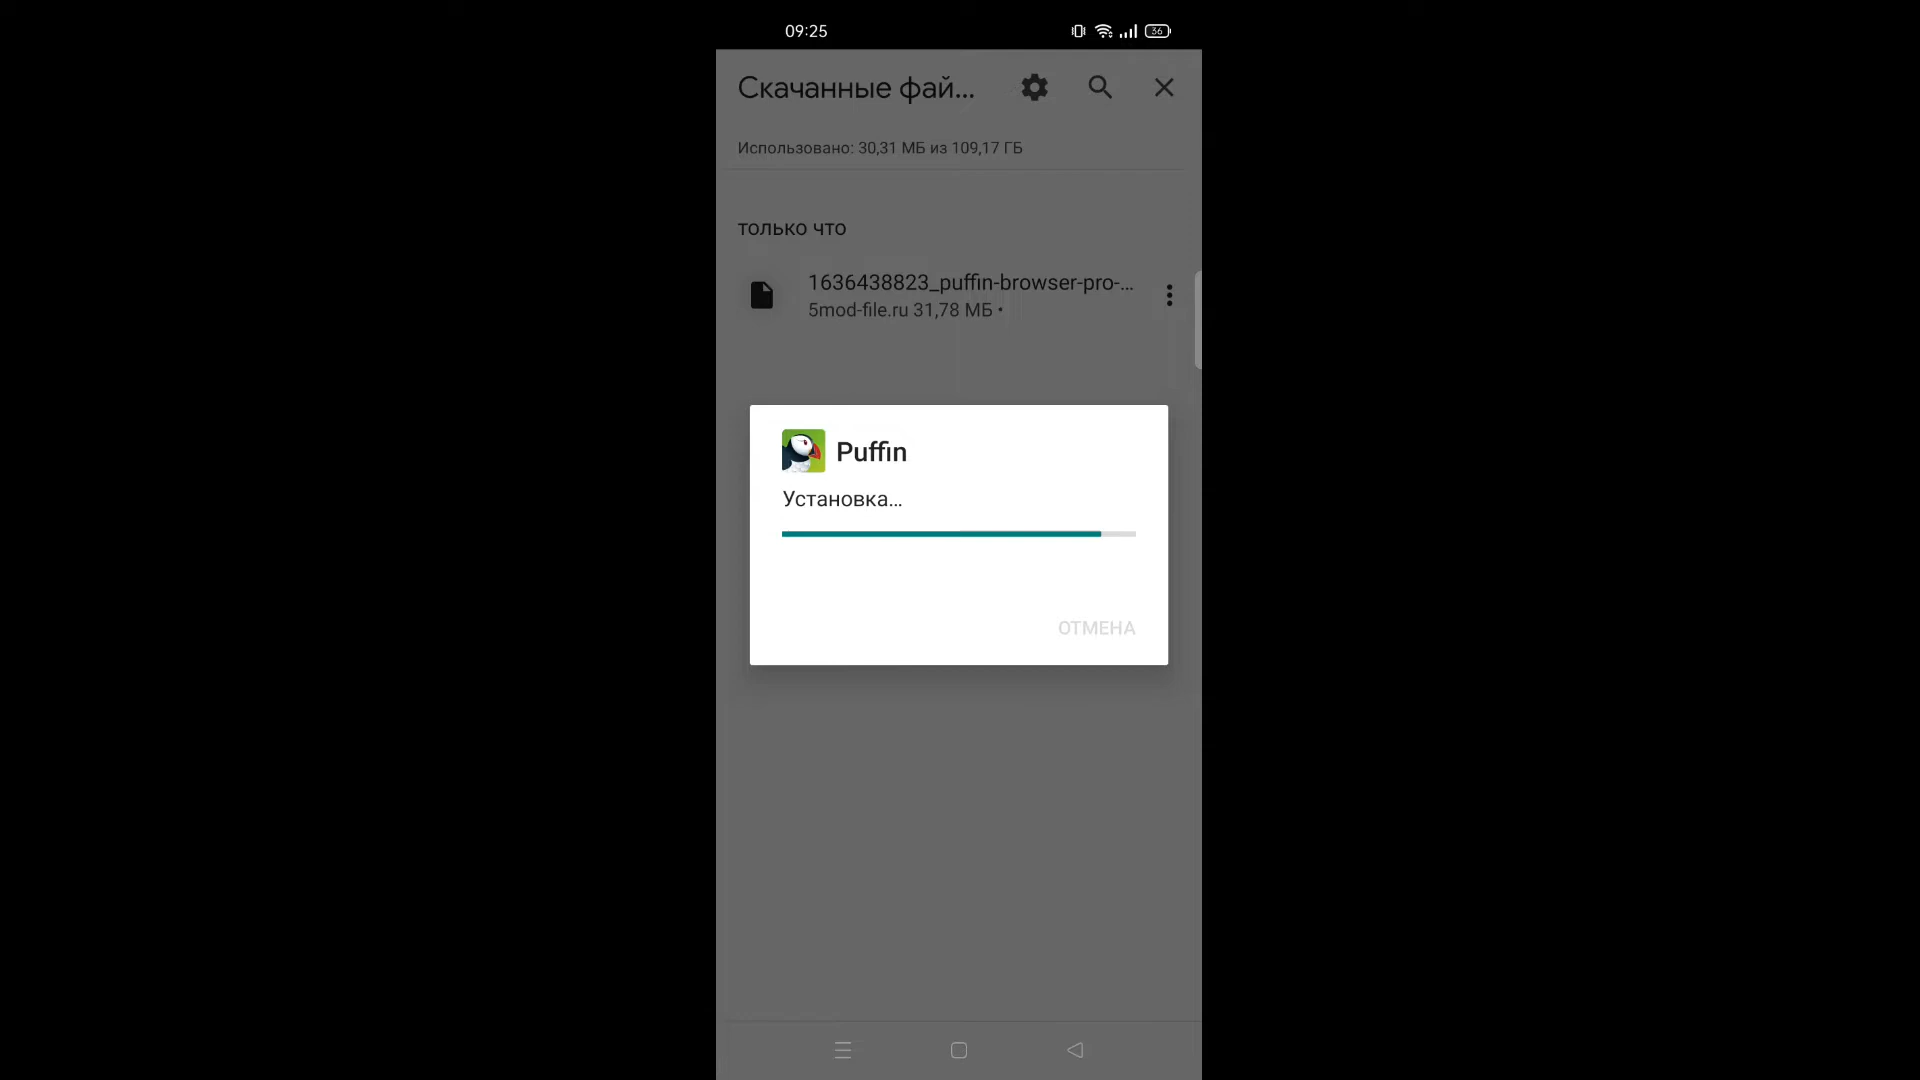 09:25
36
Скачанные фай...
Использовано: 30,31 МБ из 109,17 ГБ
только что
1636438823_puffin-browser-pro-...
5mod-file.ru 31,78 МБ •
Puffin
Установка...
ОТМЕНА